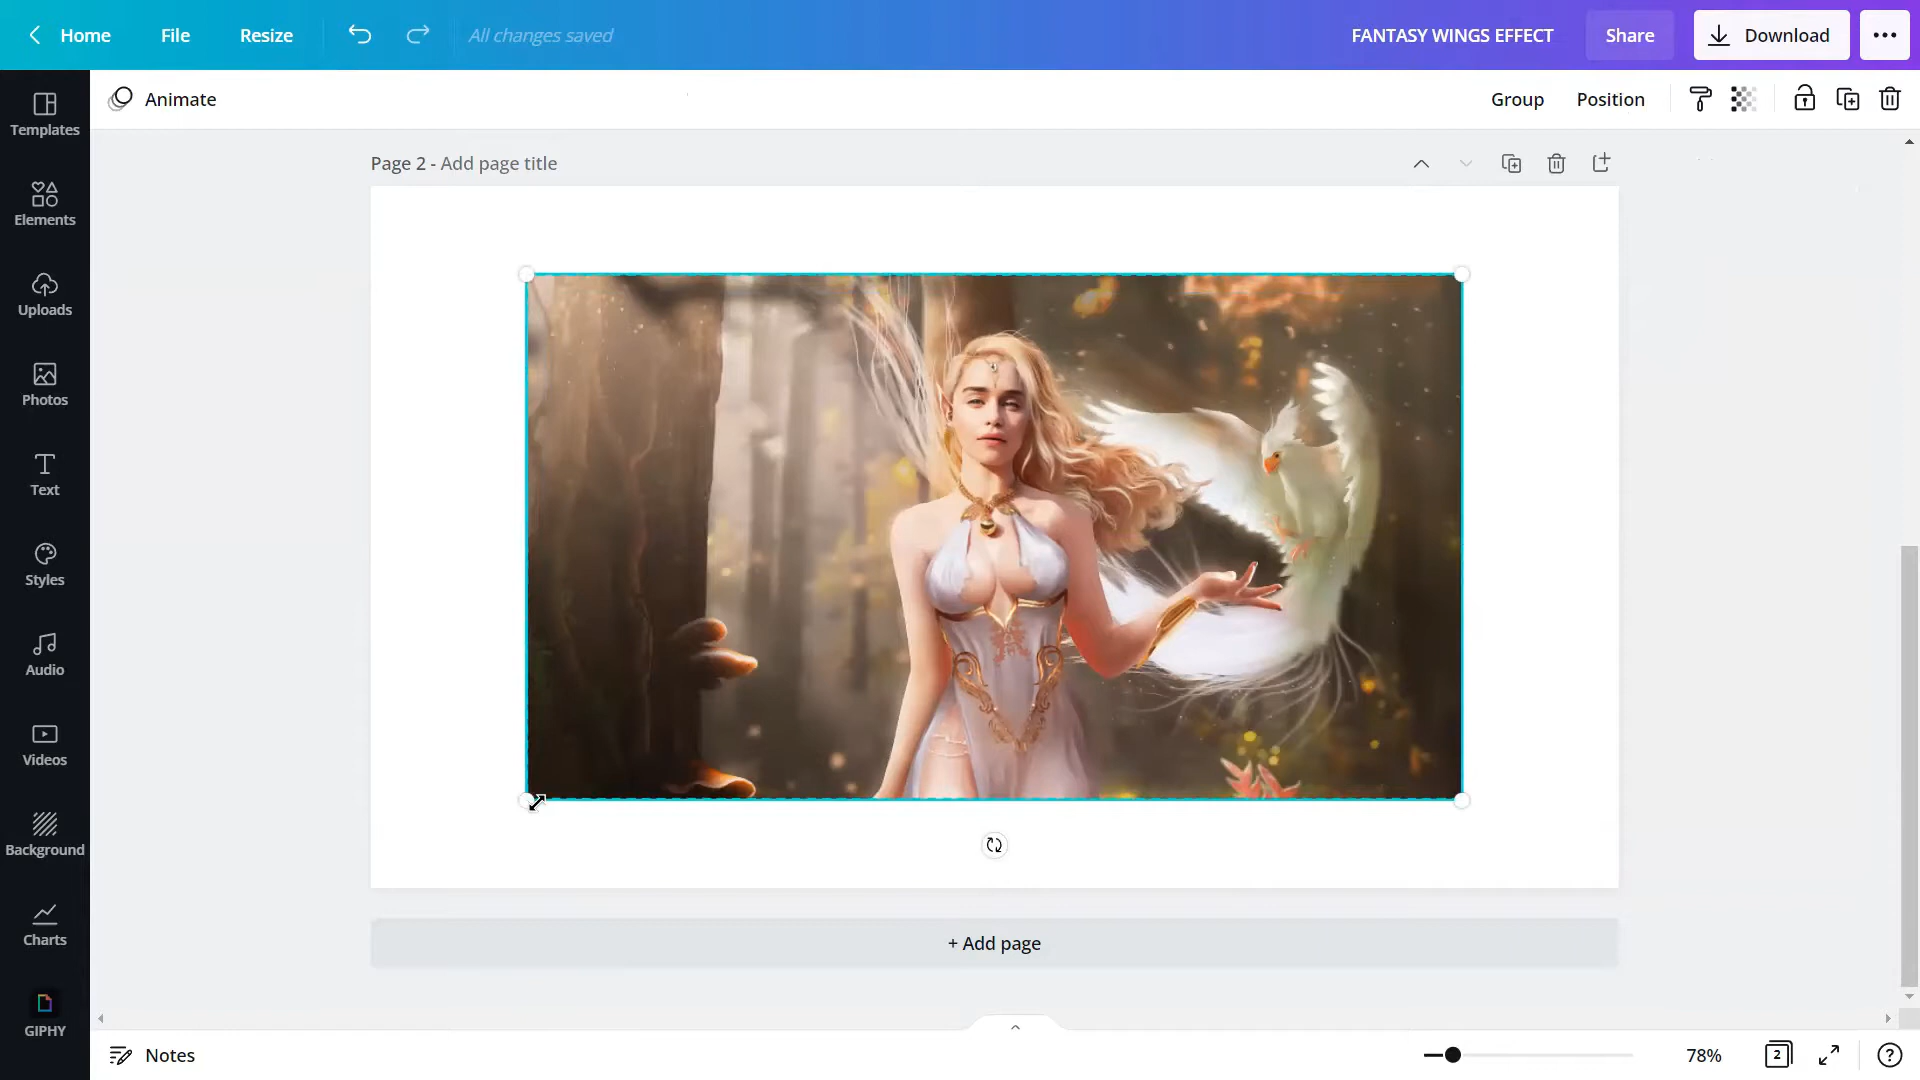 Home
File
Resize
All changes saved
FANTASY WINGS EFFECT
Share
Download
Animate
Group
Position
Templates
Elements
Uploads
Photos
Text
Styles
Audio
Videos
Background
Charts
GIPHY
Page 2 - Add page title
+ Add page
Notes
78%
2